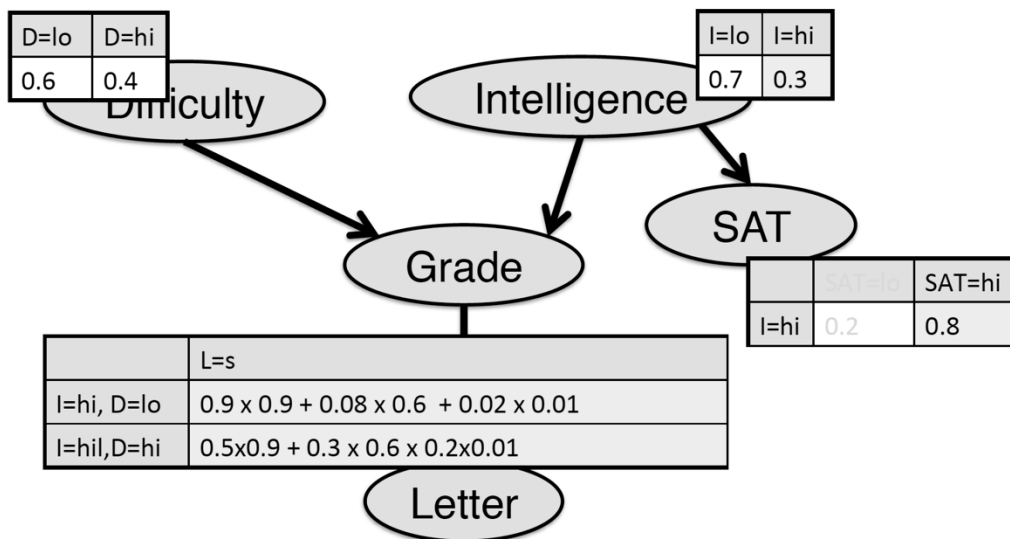 D=lo D=hi
0.6 0.4
Difficulty
I=lo I=hi
0.7 0.3
Intelligence
SAT
Grade
SAT=lo SAT=hi
I=hi 0.2 0.8
L=s
I=hi, D=lo 0.9 x 0.9 + 0.08 x 0.6 + 0.02 x 0.01
I=hil,D=hi 0.5x0.9 + 0.3 x 0.6 x 0.2x0.01
Letter